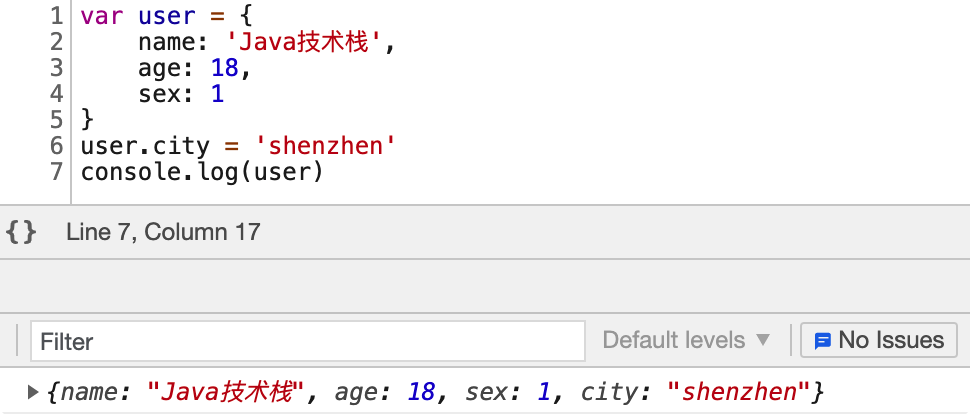 1 var user = {
2     name: 'Java技术栈',
3     age: 18,
4     sex: 1
5 }
6 user.city = 'shenzhen'
7 console.log(user)
{} Line 7, Column 17
Filter Default levels ▼ No Issues
▶ {name: "Java技术栈", age: 18, sex: 1, city: "shenzhen"}